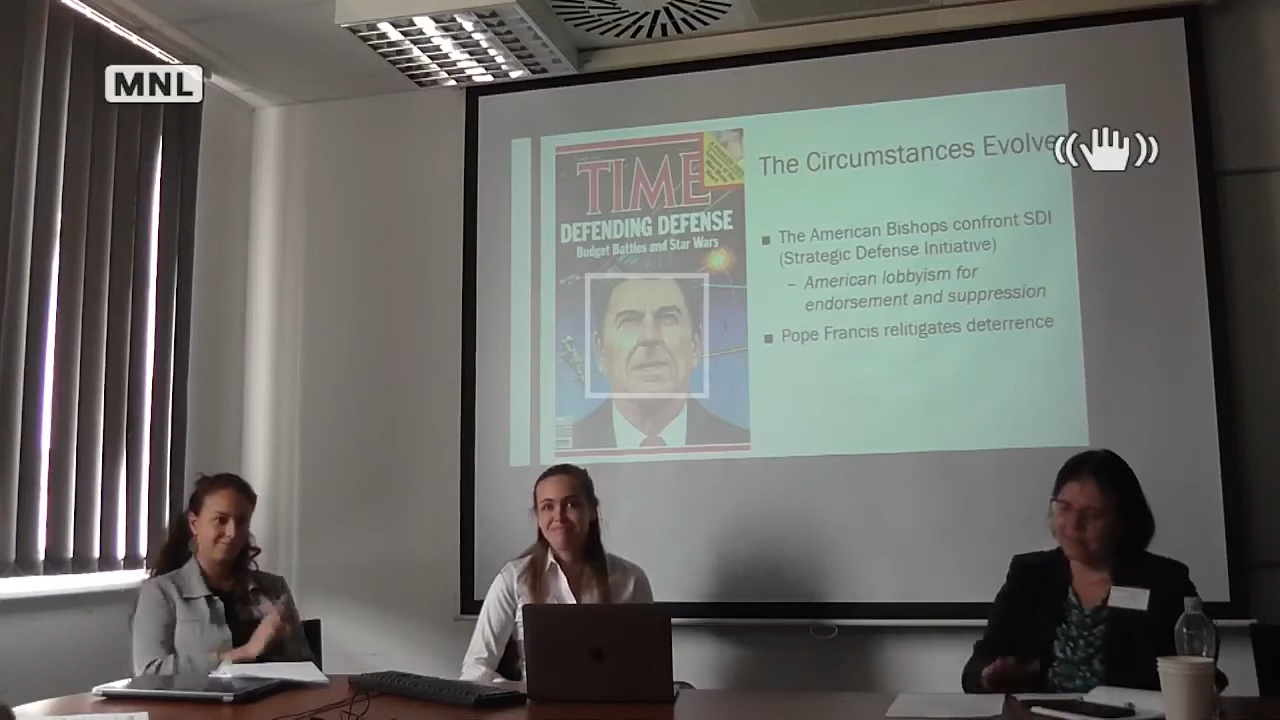 MNL
TIME
DEFENDING DEFENSE
Budget Battles and Star Wars
The Circumstances Evolve
■ The American Bishops confront SDI
(Strategic Defense Initiative)
– American lobbyism for
endorsement and suppression
■ Pope Francis relitigates deterrence